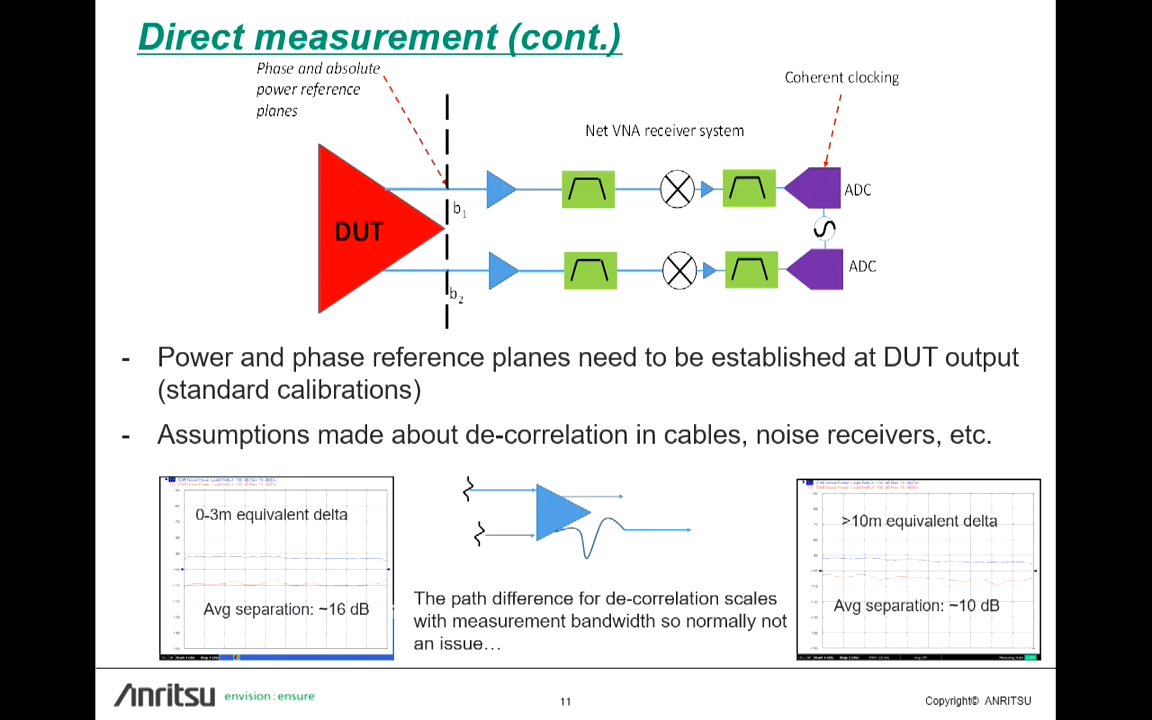 Direct measurement (cont.)
Phase and absolute
power reference
planes
Coherent clocking
Net VNA receiver system
ADC
b1
DUT
ADC
b2
- Power and phase reference planes need to be established at DUT output
(standard calibrations)
- Assumptions made about de-correlation in cables, noise receivers, etc.
0-3m equivalent delta
Avg separation: ~16 dB
The path difference for de-correlation scales
with measurement bandwidth so normally not
an issue…
>10m equivalent delta
Avg separation: ~10 dB
Anritsu envision : ensure
11
Copyright© ANRITSU